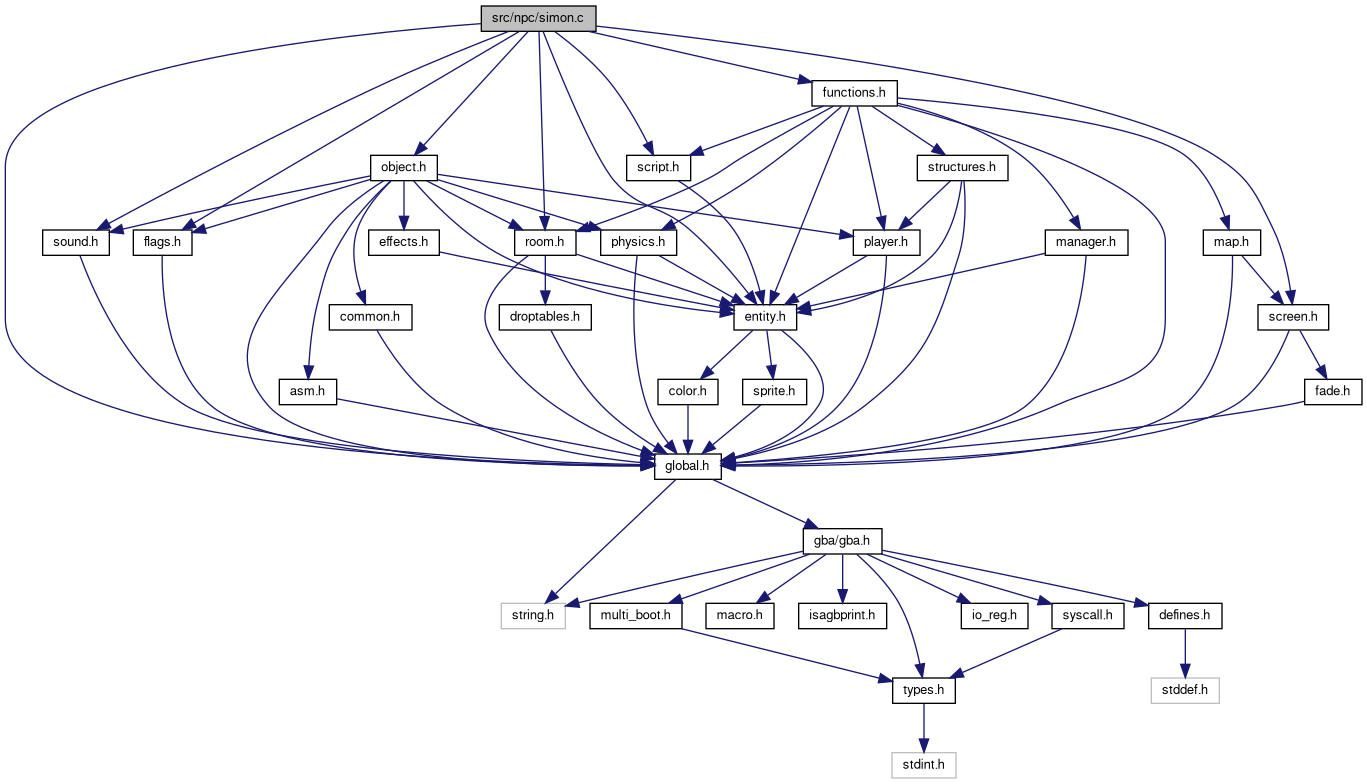 src/npc/simon.c
functions.h
object.h
script.h
structures.h
sound.h
flags.h
effects.h
room.h
physics.h
player.h
manager.h
map.h
common.h
droptables.h
entity.h
screen.h
asm.h
color.h
sprite.h
fade.h
global.h
gba/gba.h
string.h
multi_boot.h
macro.h
isagbprint.h
io_reg.h
syscall.h
defines.h
types.h
stddef.h
stdint.h